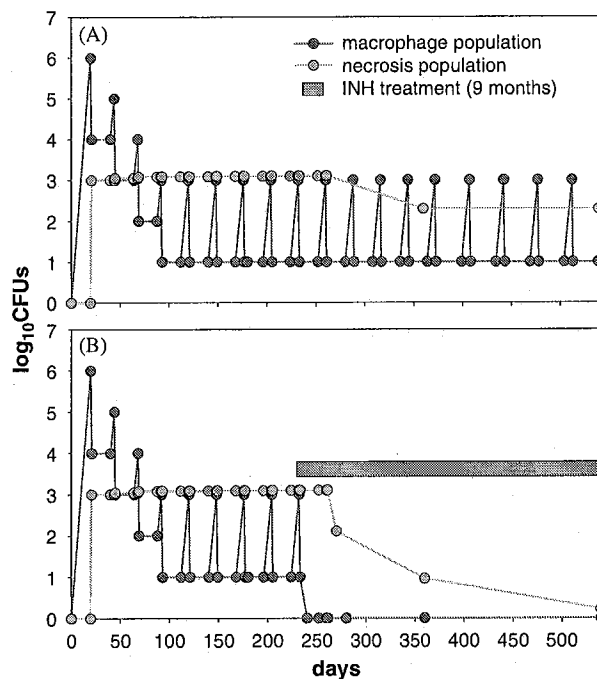 7
(A)
macrophage population
necrosis population
INH treatment (9 months)
6
5
4
3
2
1
0
log10CFUs
7
(B)
6
5
4
3
2
1
0
0 50 100 150 200 250 300 350 400 450 500
days